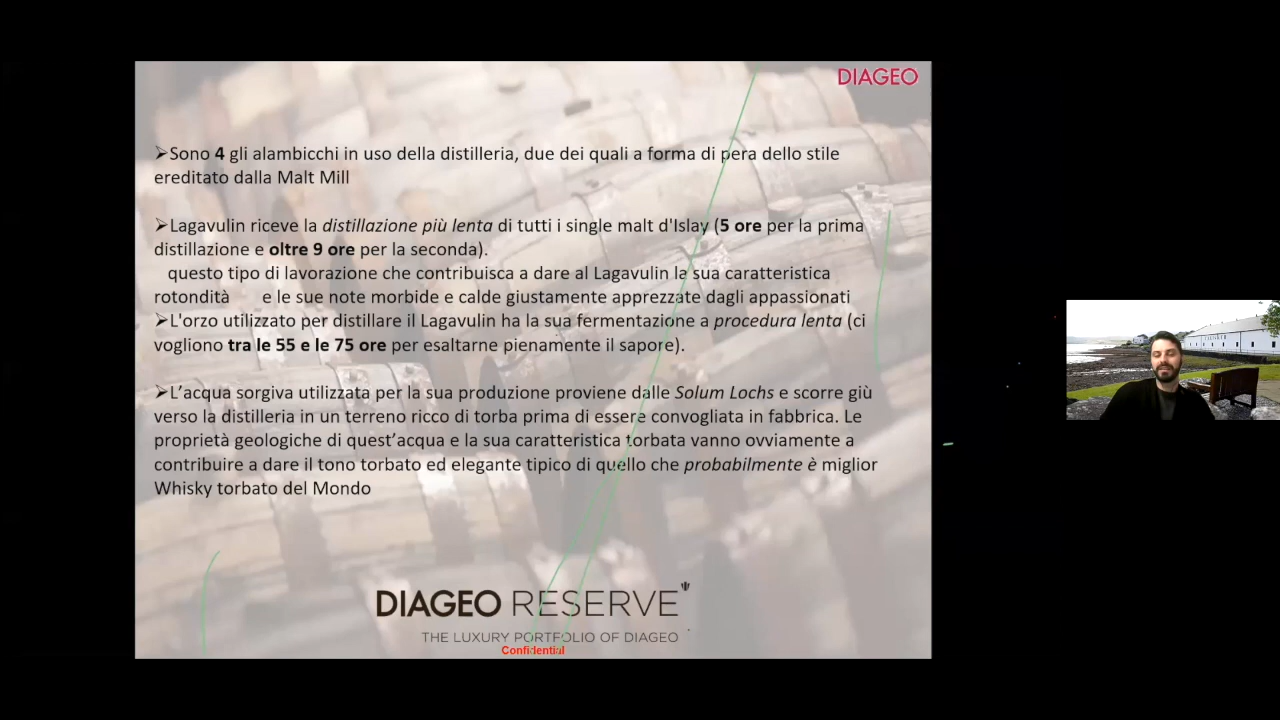 DIAGEO
➢Sono 4 gli alambicchi in uso della distilleria, due dei quali a forma di pera dello stile
ereditato dalla Malt Mill
➢Lagavulin riceve la distillazione più lenta di tutti i single malt d'Islay (5 ore per la prima
distillazione e oltre 9 ore per la seconda).
questo tipo di lavorazione che contribuisca a dare al Lagavulin la sua caratteristica
rotondità e le sue note morbide e calde giustamente apprezzate dagli appassionati
➢L'orzo utilizzato per distillare il Lagavulin ha la sua fermentazione a procedura lenta (ci
vogliono tra le 55 e le 75 ore per esaltarne pienamente il sapore).
➢L’acqua sorgiva utilizzata per la sua produzione proviene dalle Solum Lochs e scorre giù
verso la distilleria in un terreno ricco di torba prima di essere convogliata in fabbrica. Le
proprietà geologiche di quest’acqua e la sua caratteristica torbata vanno ovviamente a
contribuire a dare il tono torbato ed elegante tipico di quello che probabilmente è miglior
Whisky torbato del Mondo
DIAGEO RESERVE
THE LUXURY PORTFOLIO OF DIAGEO
Confidential